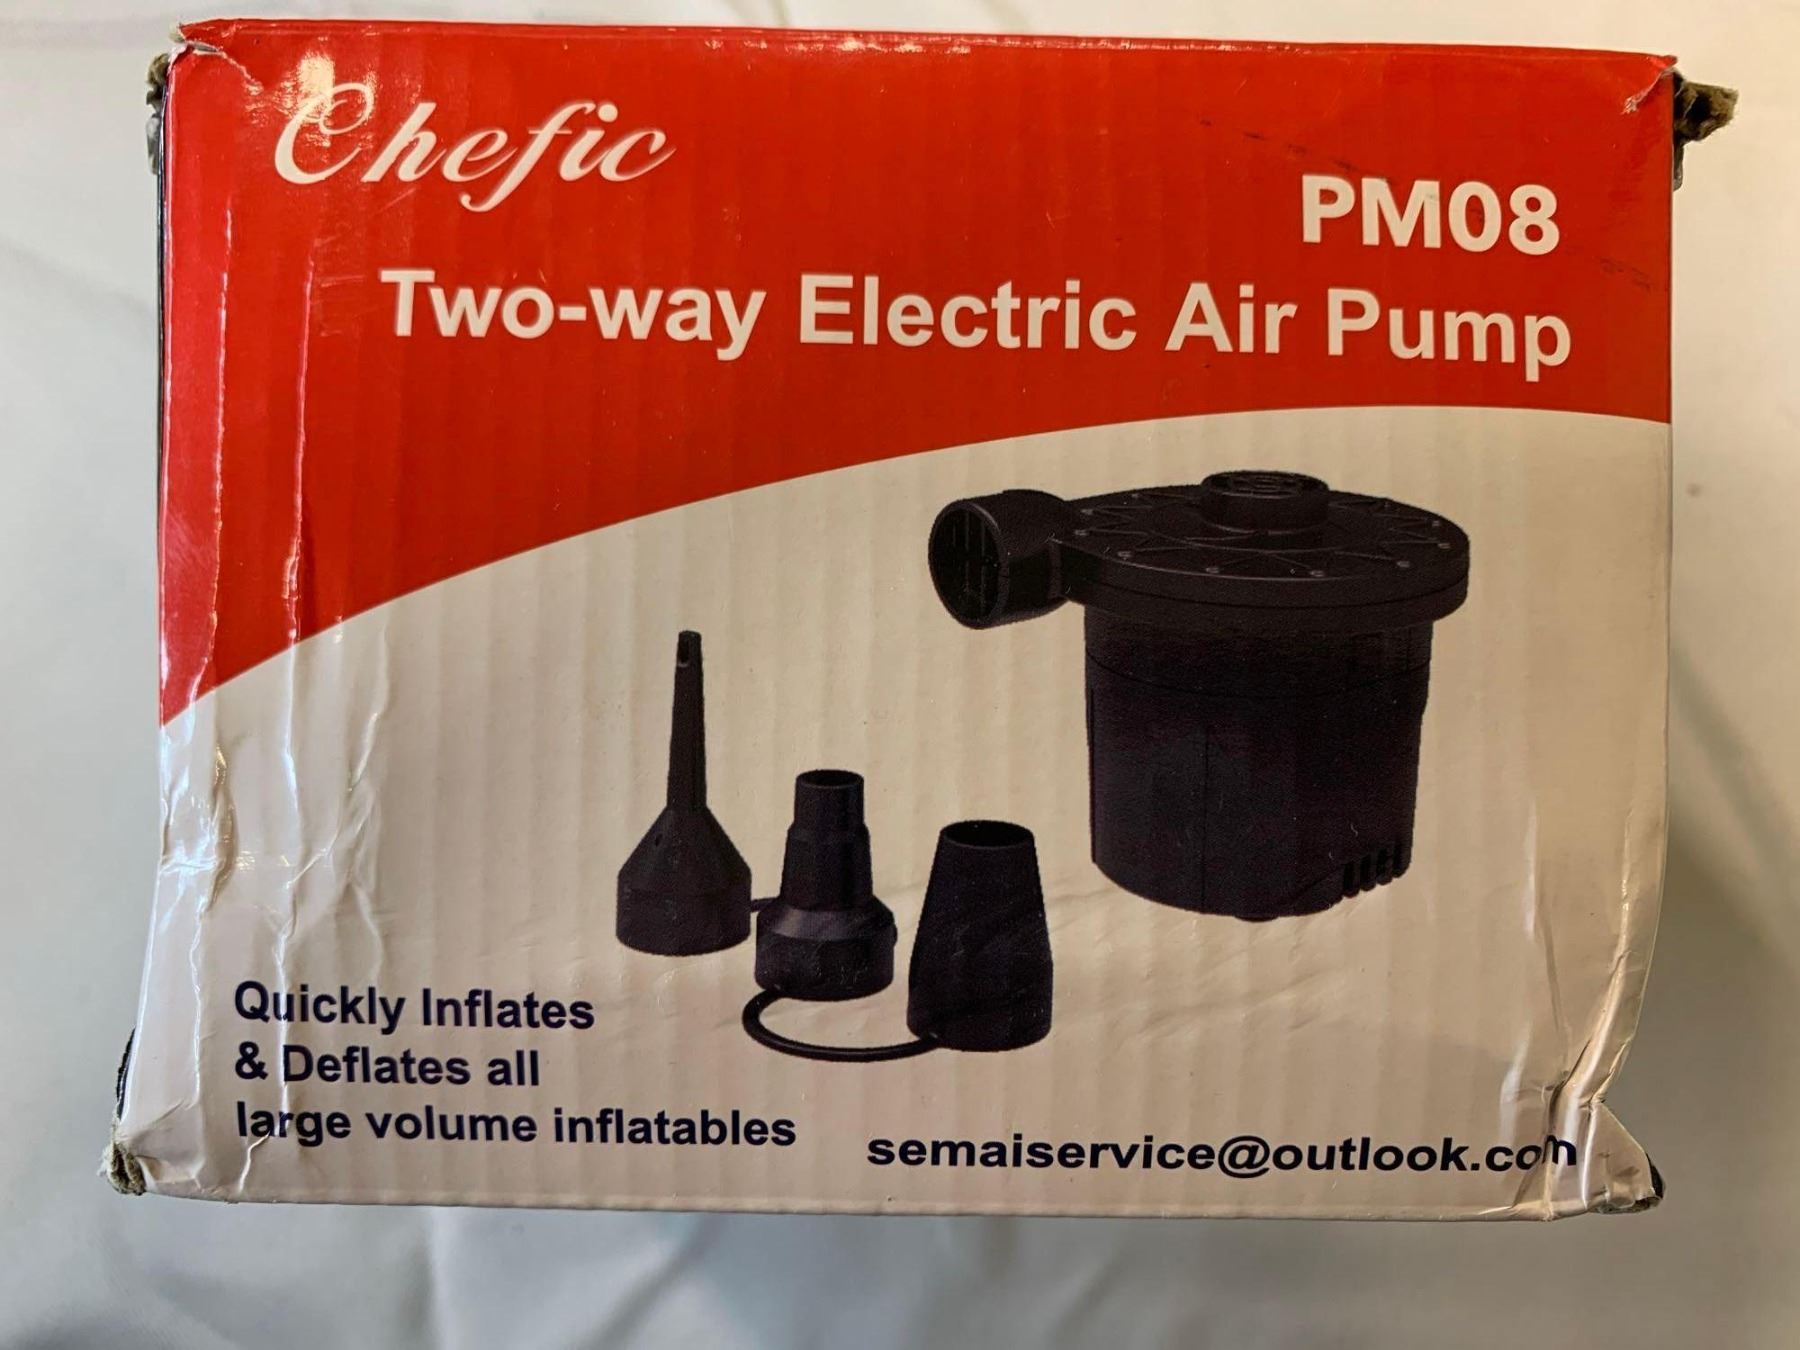 Chefic
PM08
Two-way Electric Air Pump
Quickly Inflates
& Deflates all
large volume inflatables
semaiservice@outlook.com